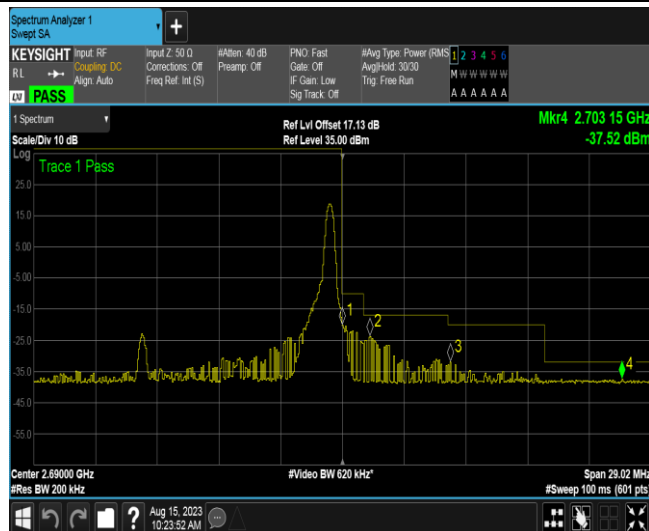 Spectrum Analyzer 1
Swept SA
+
KEYSIGHT
RL
LXI PASS
Input: RF
Coupling: DC
Align: Auto
Input Z: 50 Ω
Corrections: Off
Freq Ref: Int (S)
#Atten: 40 dB
Preamp: Off
PNO: Fast
Gate: Off
IF Gain: Low
Sig Track: Off
#Avg Type: Power (RMS
Avg|Hold: 30/30
Trig: Free Run
1 2 3 4 5 6
M W W W W W
A A A A A A
1 Spectrum
Scale/Div 10 dB
Ref Lvl Offset 17.13 dB
Ref Level 35.00 dBm
Mkr4 2.703 15 GHz
-37.52 dBm
Log
Trace 1 Pass
25.0
15.0
5.00
-5.00
-15.0
-25.0
-35.0
-45.0
-55.0
1
2
3
4
Center 2.69000 GHz
#Res BW 200 kHz
#Video BW 620 kHz*
Span 29.02 MHz
#Sweep 100 ms (601 pts)
?
Aug 15, 2023
10:23:52 AM